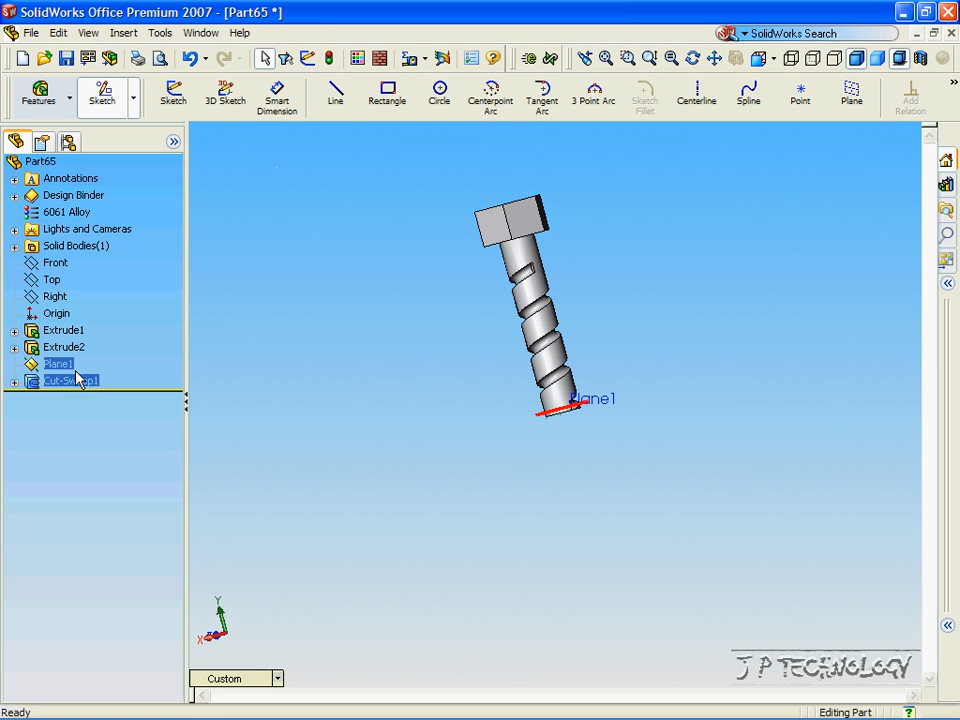 SolidWorks Office Premium 2007 - [Part65 *]
File Edit View Insert Tools Window Help
SolidWorks Search
Features Sketch Sketch 3D Sketch Smart Dimension Line Rectangle Circle Centerpoint Arc Tangent Arc 3 Point Arc Sketch Fillet Centerline Spline Point Plane Add Relation
Part65
Annotations
Design Binder
6061 Alloy
Lights and Cameras
Solid Bodies(1)
Front
Top
Right
Origin
Extrude1
Extrude2
Plane1
Plane1
Y
X
Custom
J P TECHNOLOGY
Ready
Editing Part